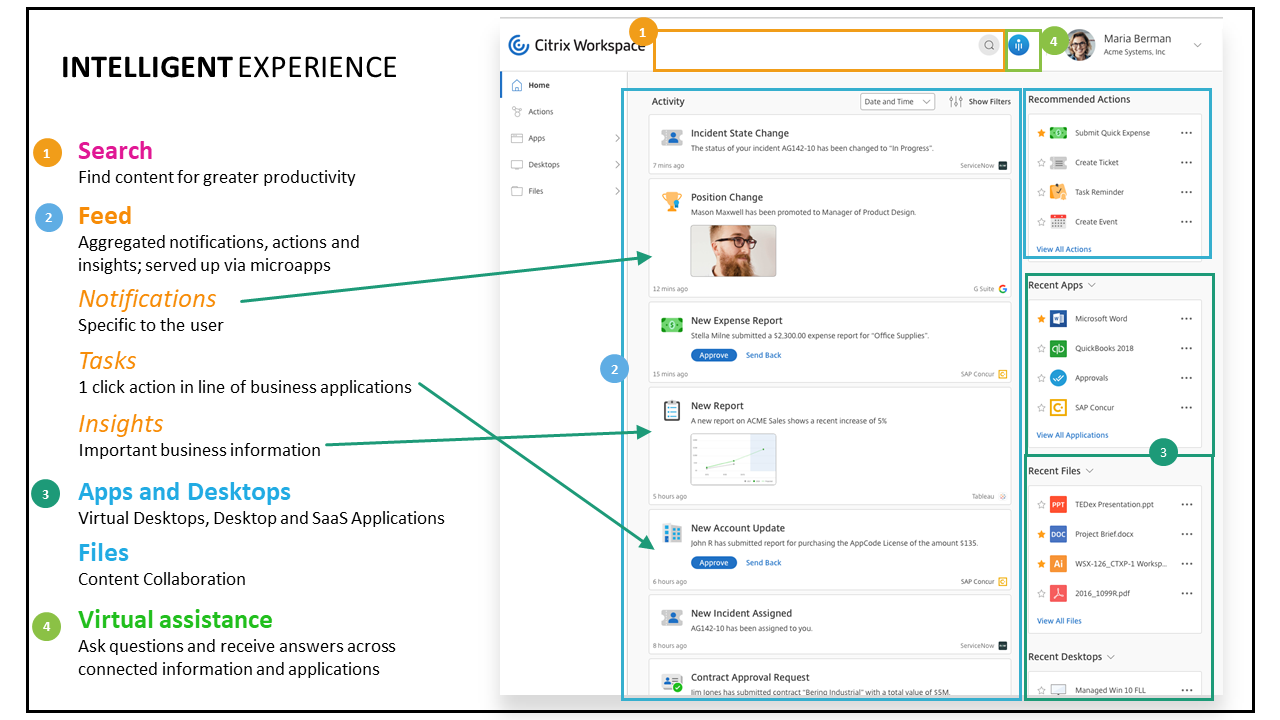 INTELLIGENT EXPERIENCE
1
Search
Find content for greater productivity
2
Feed
Aggregated notifications, actions and
insights; served up via microapps
Notifications
Specific to the user
Tasks
1 click action in line of business applications
Insights
Important business information
3
Apps and Desktops
Virtual Desktops, Desktop and SaaS Applications
Files
Content Collaboration
4
Virtual assistance
Ask questions and receive answers across
connected information and applications
Citrix Workspace
1
4
Maria Berman
Acme Systems, Inc
Home
Actions
Apps
Desktops
Files
2
Activity
Date and Time
Show Filters
Incident State Change
The status of your incident AG142-10 has been changed to "In Progress".
7 mins ago
ServiceNow
Position Change
Mason Maxwell has been promoted to Manager of Product Design.
12 mins ago
G Suite
New Expense Report
Stella Milne submitted a $2,300.00 expense report for "Office Supplies".
Approve
Send Back
15 mins ago
SAP Concur
New Report
A new report on ACME Sales shows a recent increase of 5%
5 hours ago
Tableau
New Account Update
John R has submitted report for purchasing the AppCode License of the amount $135.
Approve
Send Back
6 hours ago
SAP Concur
New Incident Assigned
AG142-10 has been assigned to you.
8 hours ago
ServiceNow
Contract Approval Request
Jim Jones has submitted contract "Bering Industrial" with a total value of $5M.
Recommended Actions
Submit Quick Expense
Create Ticket
Task Reminder
Create Event
View All Actions
Recent Apps
Microsoft Word
QuickBooks 2018
Approvals
SAP Concur
View All Applications
3
Recent Files
PPT
TEDex Presentation.ppt
DOC
Project Brief.docx
Ai
WSX-126_CTXP-1 Worksp...
2016_1099R.pdf
View All Files
Recent Desktops
Managed Win 10 FLL